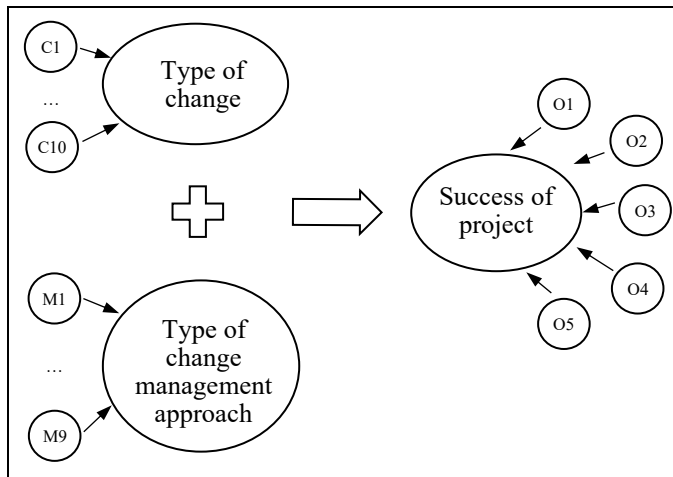 C1
...
C10
Type of
change
M1
...
M9
Type of
change
management
approach
Success of
project
O1
O2
O3
O4
O5